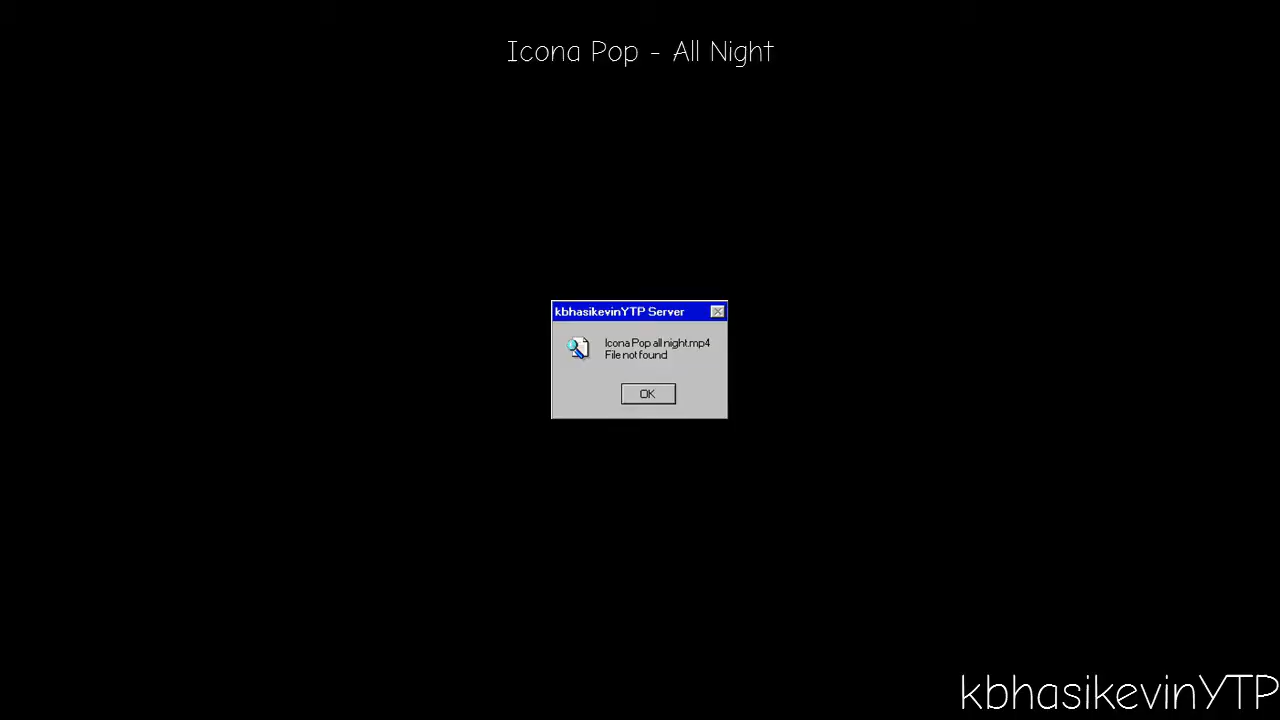 Icona Pop - All Night
kbhasikevinYTP Server
Icona Pop all night.mp4
File not found
OK
kbhasikevinYTP